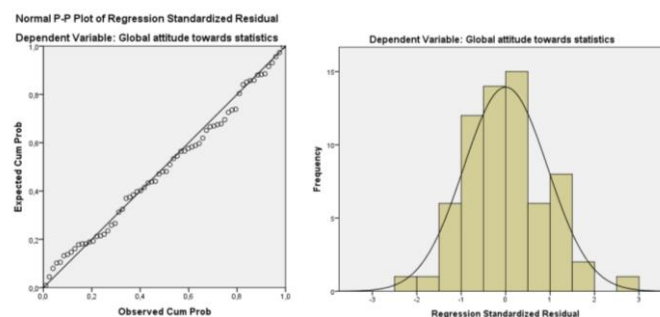 Normal P-P Plot of Regression Standardized Residual
Dependent Variable: Global attitude towards statistics
1,0
0,8
0,6
0,4
0,2
0,0
Expected Cum Prob
0,0 0,2 0,4 0,6 0,8 1,0
Observed Cum Prob
Dependent Variable: Global attitude towards statistics
15
10
5
0
Frequency
-3 -2 -1 0 1 2 3
Regression Standardized Residual